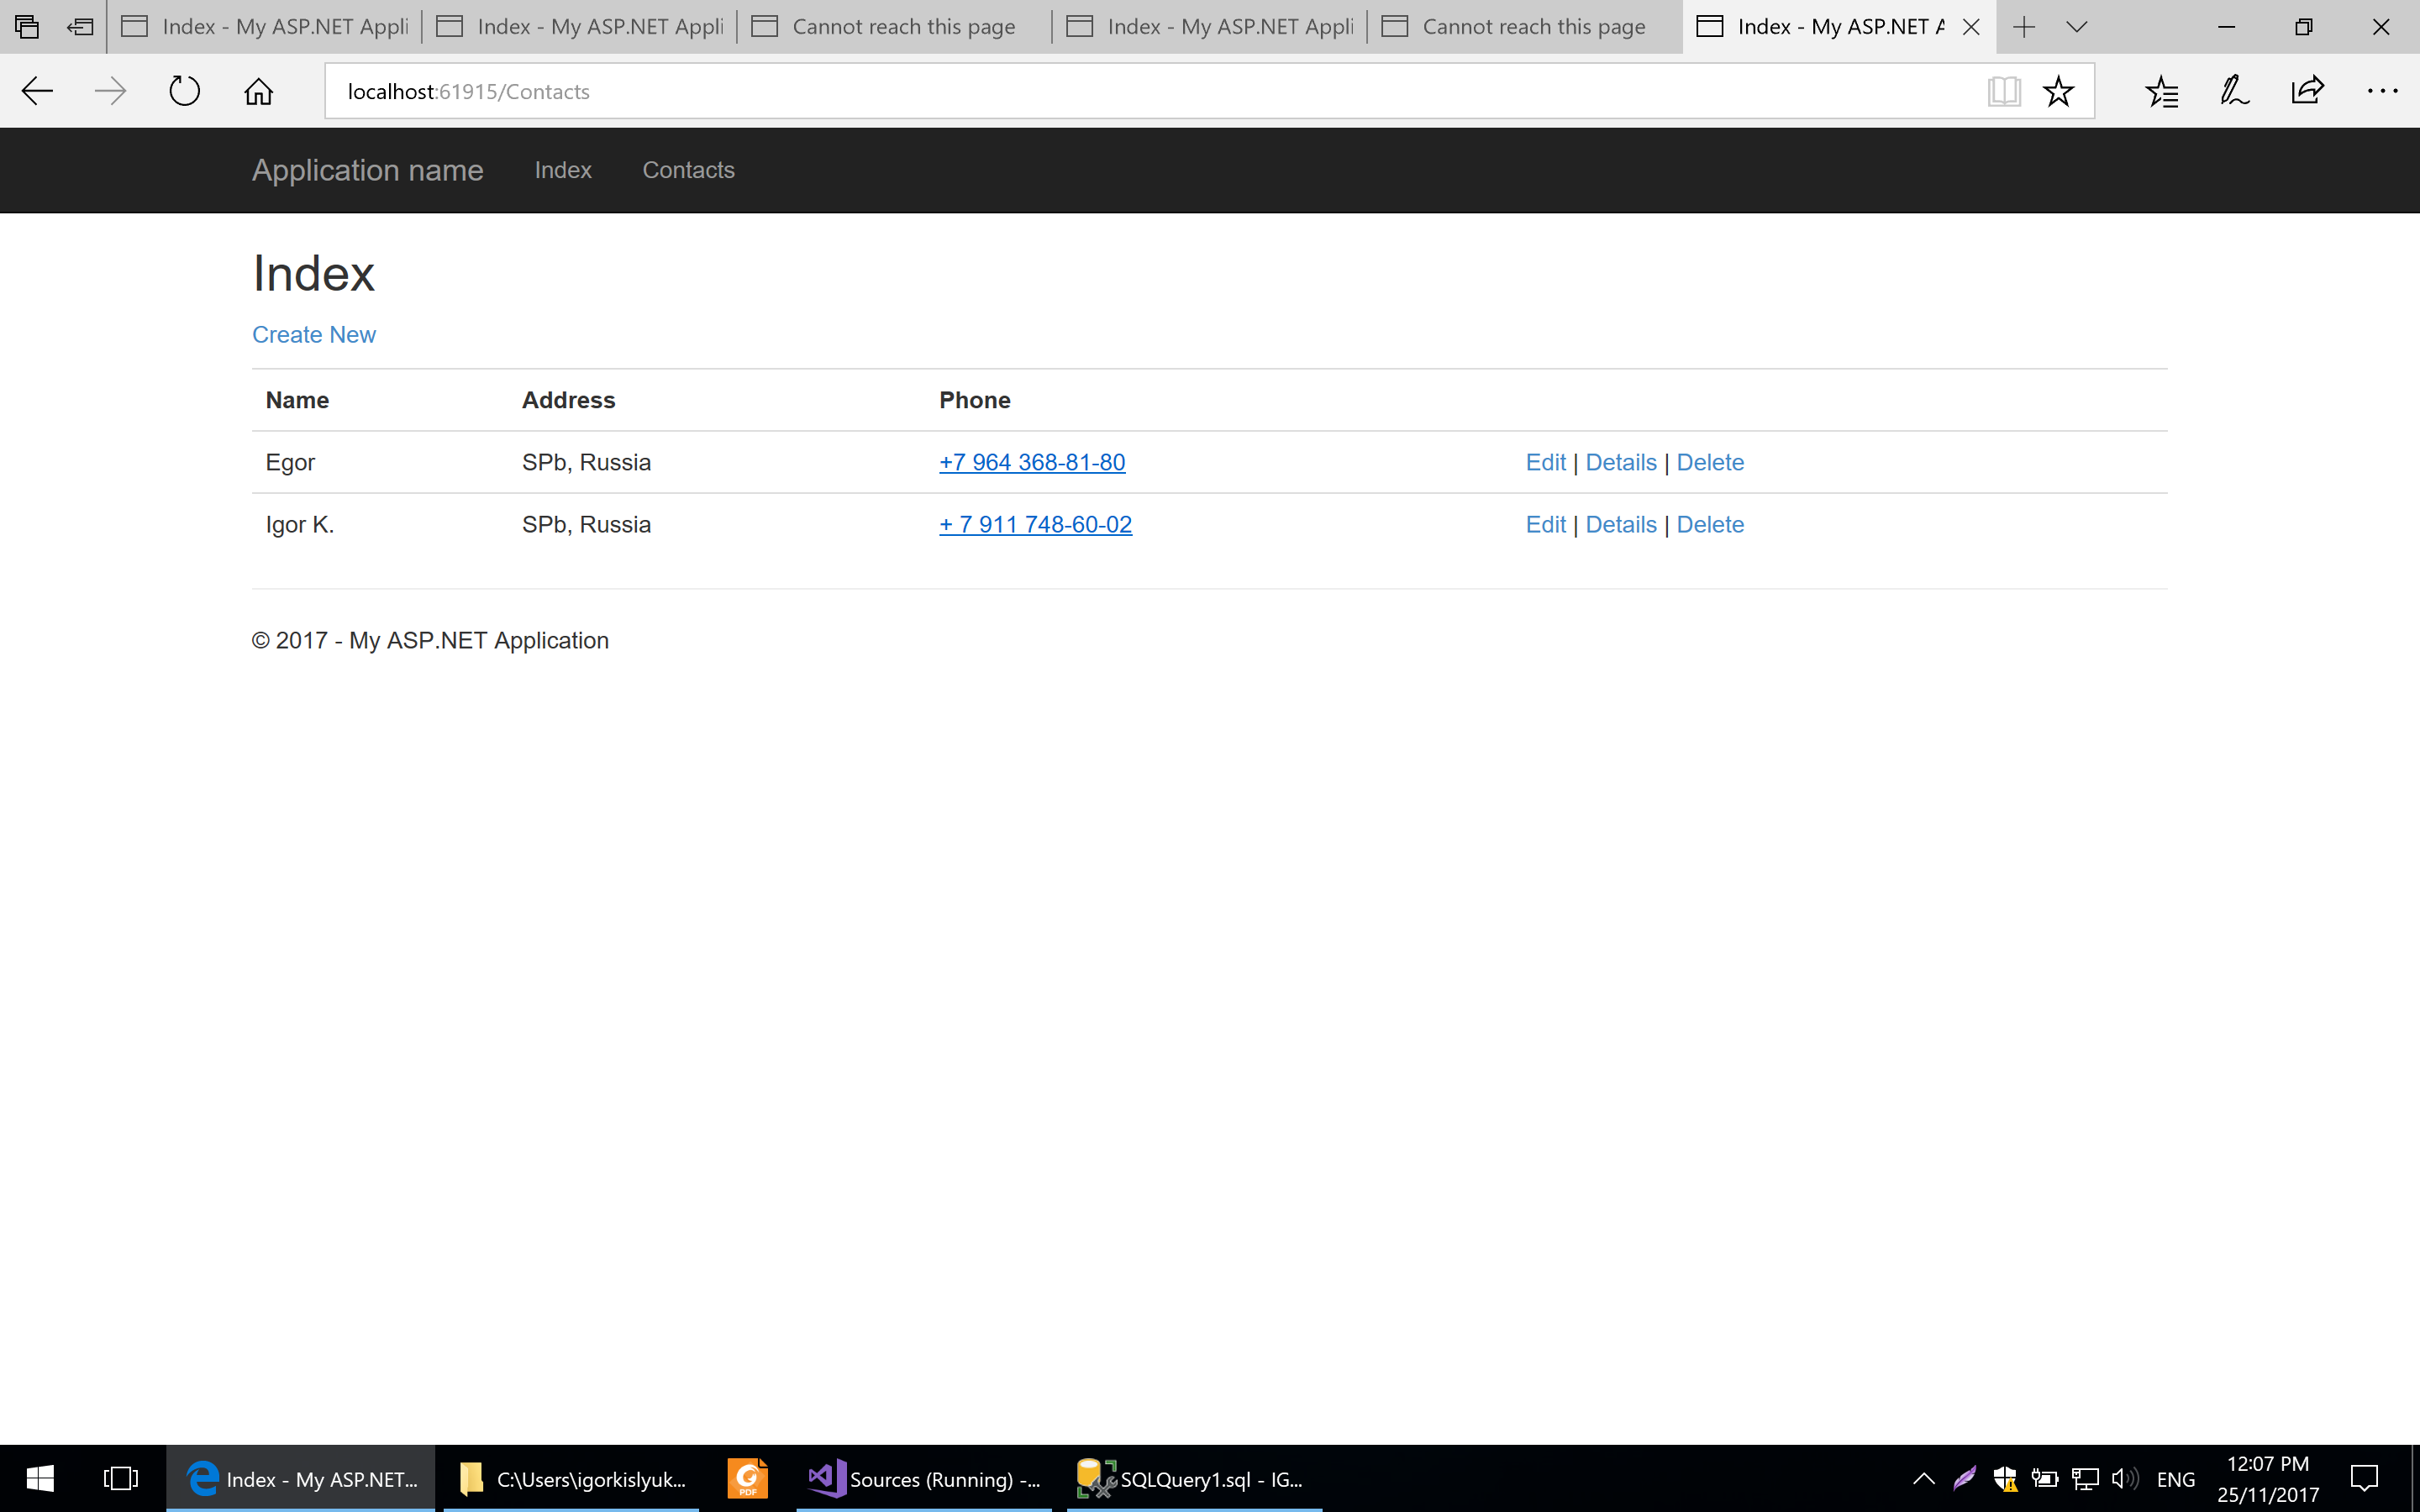 Index - My ASP.NET Appli
Index - My ASP.NET Appli
Cannot reach this page
Index - My ASP.NET Appli
Cannot reach this page
Index - My ASP.NET A
localhost:61915/Contacts
Application name Index Contacts
Index
Create New
Name Address Phone
Egor SPb, Russia +7 964 368-81-80 Edit | Details | Delete
Igor K. SPb, Russia + 7 911 748-60-02 Edit | Details | Delete
© 2017 - My ASP.NET Application
Index - My ASP.NET...
C:\Users\igorkislyuk...
PDF
Sources (Running) -...
SQLQuery1.sql - IG...
ENG
12:07 PM
25/11/2017